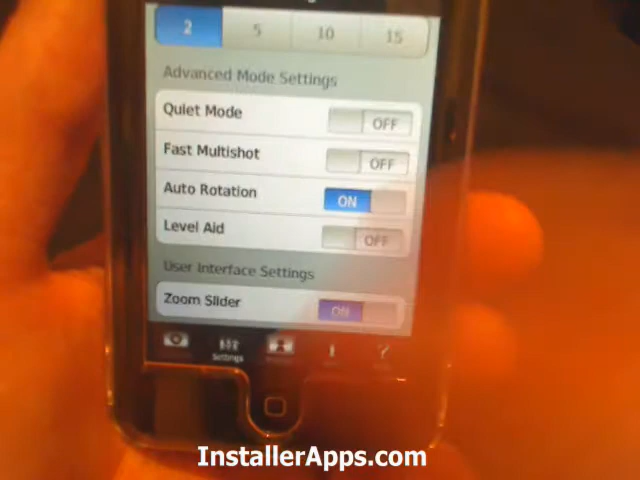 2 5 10 15
Advanced Mode Settings
Quiet Mode OFF
Fast Multishot OFF
Auto Rotation ON
Level Aid OFF
User Interface Settings
Zoom Slider ON
Settings
InstallerApps.com